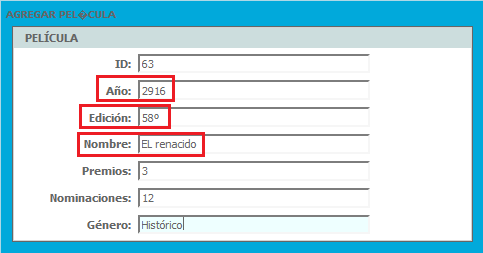 AGREGAR PEL�CULA
PELÍCULA
ID: 63
Año: 2916
Edición: 58º
Nombre: EL renacido
Premios: 3
Nominaciones: 12
Género: Histórico